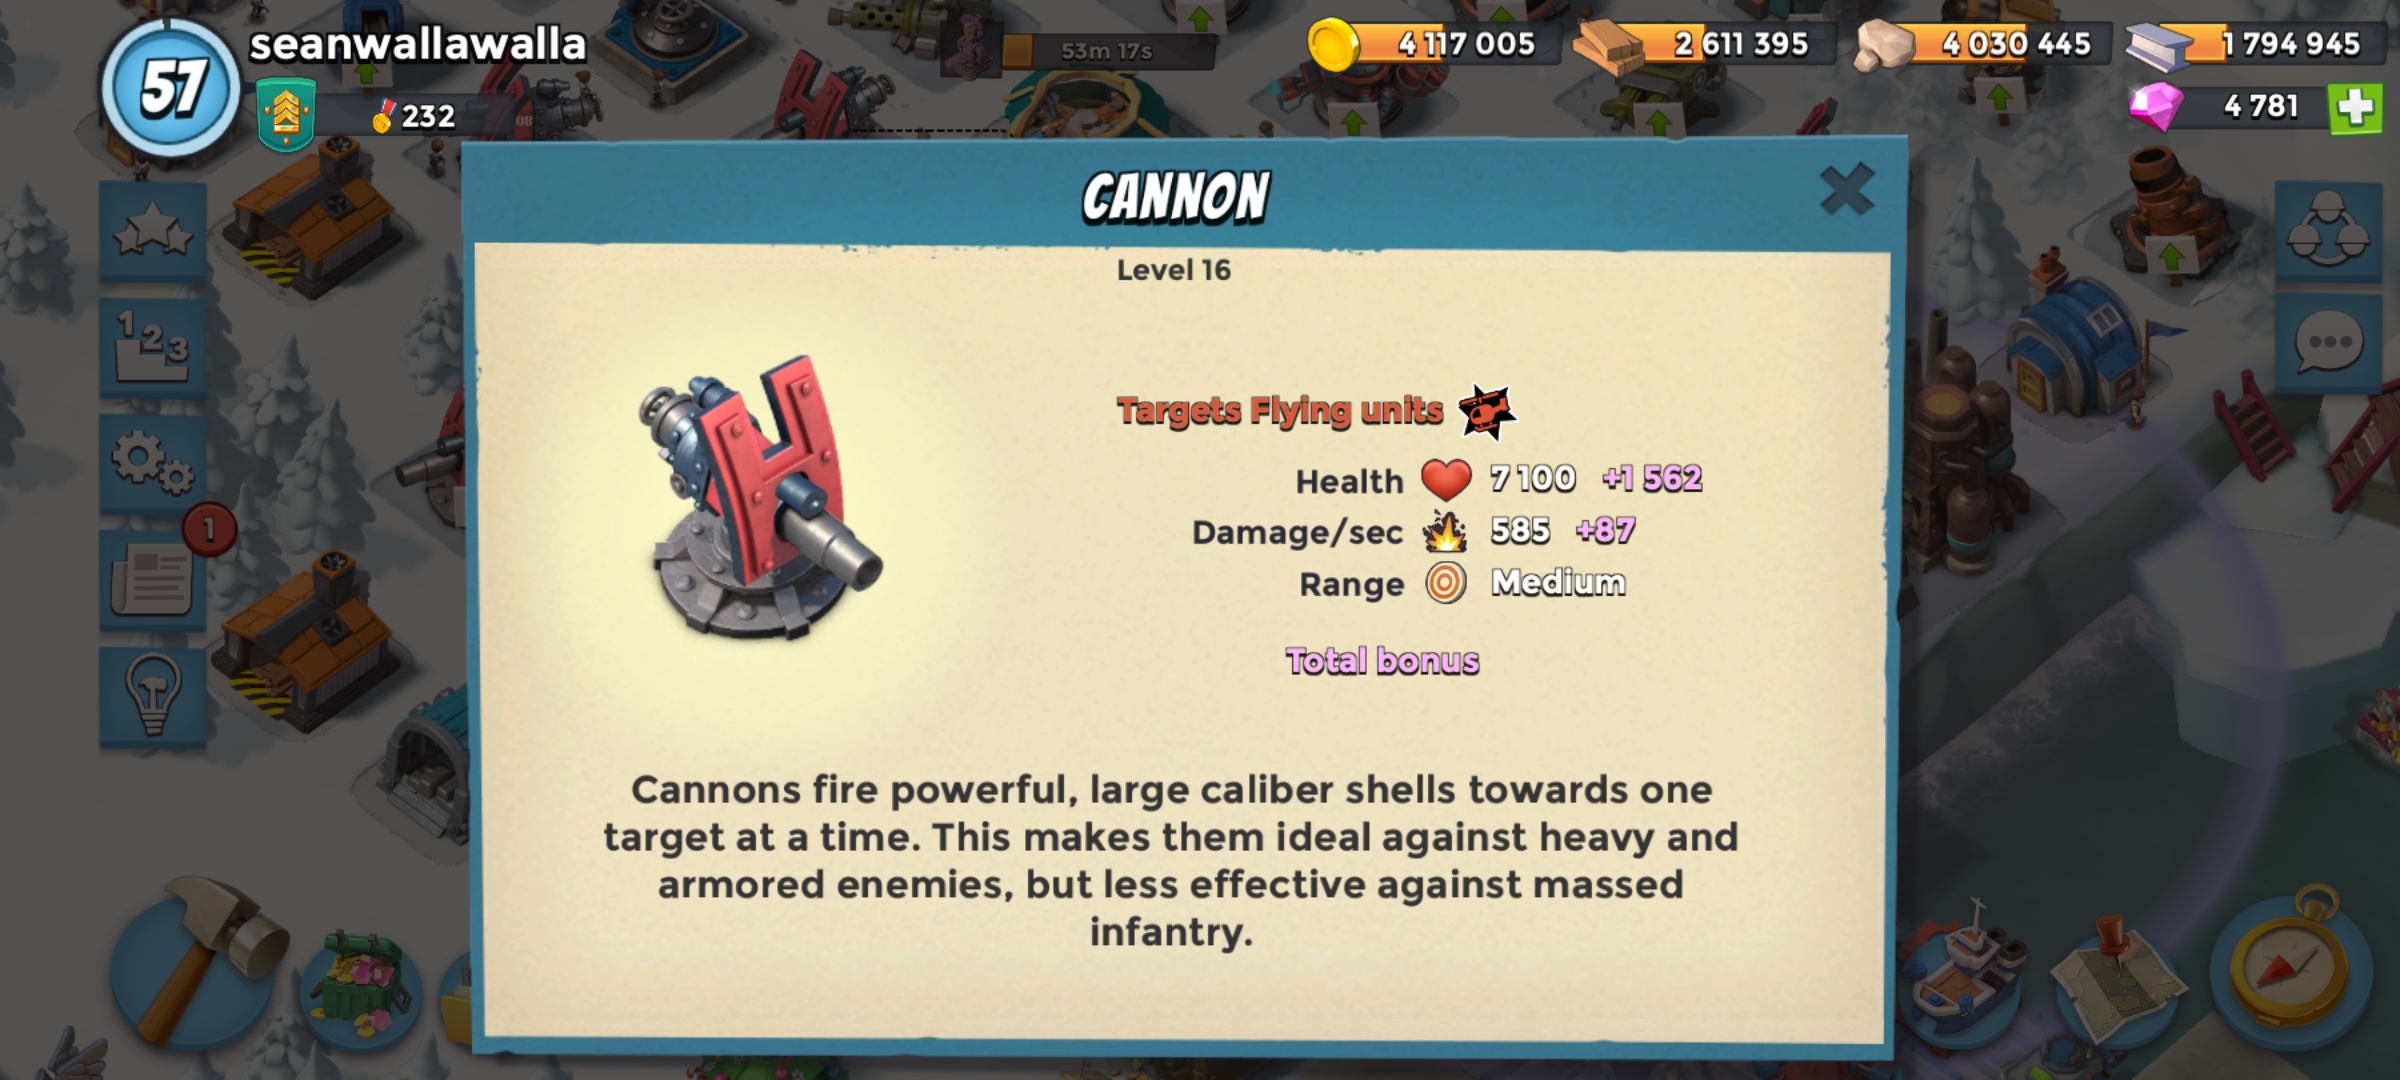 57
seanwallawalla
232
53m 17s
4 117 005
2 611 395
4 030 445
1 794 945
4 781
CANNON
Level 16
Targets Flying units
Health 7 100 +1 562
Damage/sec 585 +87
Range Medium
Total bonus
Cannons fire powerful, large caliber shells towards one
target at a time. This makes them ideal against heavy and
armored enemies, but less effective against massed
infantry.
1 2 3
1